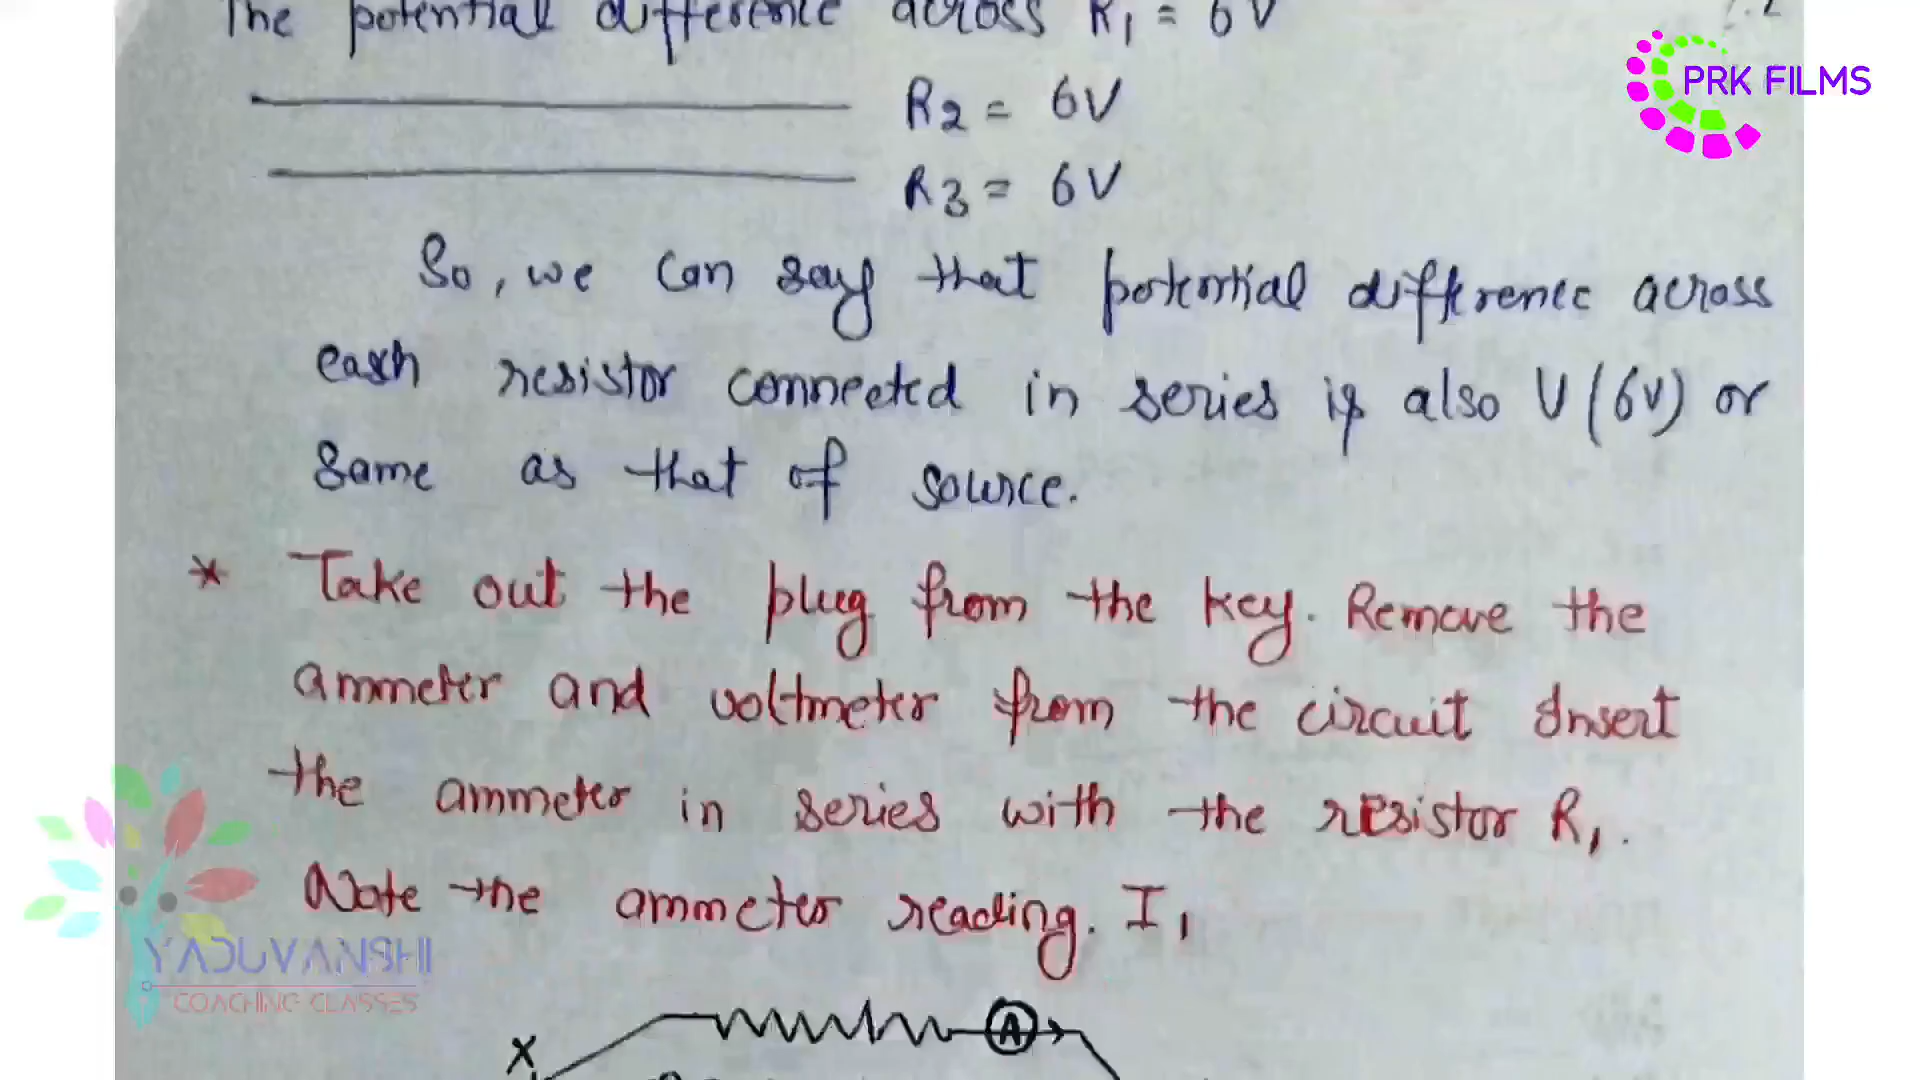 The potential difference across R1 = 6V
PRK FILMS
R2 = 6V
R3 = 6V
So, we can say that potential difference across
each resistor connected in series is also V (6V) or
Same as that of source.
* Take out the plug from the key. Remove the
ammeter and voltmeter from the circuit Insert
the ammeter in series with the resistor R1.
Note the ammeter reading. I1
YADUVANSHI
COACHING CLASSES
A
X